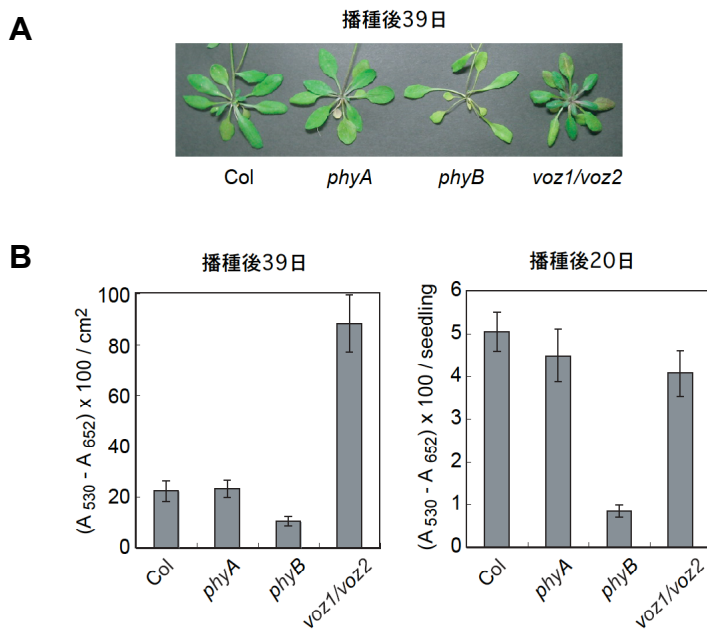 A
播種後39日
Col
phyA
phyB
voz1/voz2
B
播種後39日
(A 530 - A 652) x 100 / cm2
100
80
60
40
20
0
Col
phyA
phyB
voz1/voz2
播種後20日
(A 530 - A 652) x 100 / seedling
6
5
4
3
2
1
0
Col
phyA
phyB
voz1/voz2